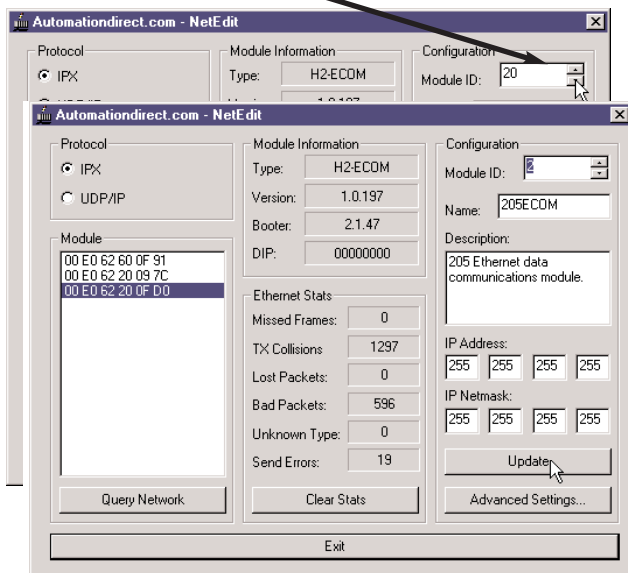 Automationdirect.com - NetEdit
Protocol
IPX
Module Information
Type: H2-ECOM
Configuration
Module ID: 20
Automationdirect.com - NetEdit
Protocol
IPX
UDP/IP
Module
00 E0 62 60 0F 91
00 E0 62 20 09 7C
00 E0 62 20 0F D0
Query Network
Module Information
Type: H2-ECOM
Version: 1.0.197
Booter: 2.1.47
DIP: 00000000
Ethernet Stats
Missed Frames: 0
TX Collisions 1297
Lost Packets: 0
Bad Packets: 596
Unknown Type: 0
Send Errors: 19
Clear Stats
Configuration
Module ID: 2
Name: 205ECOM
Description:
205 Ethernet data
communications module.
IP Address:
255 255 255 255
IP Netmask:
255 255 255 255
Update
Advanced Settings...
Exit